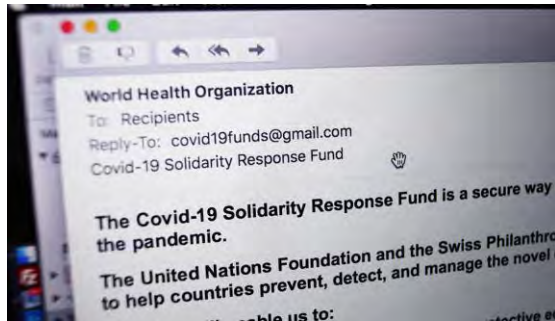 World Health Organization
To: Recipients
Reply-To: covid19funds@gmail.com
Covid-19 Solidarity Response Fund
The Covid-19 Solidarity Response Fund is a secure way
the pandemic.
The United Nations Foundation and the Swiss
to help countries prevent, detect, and manage the novel
us to: